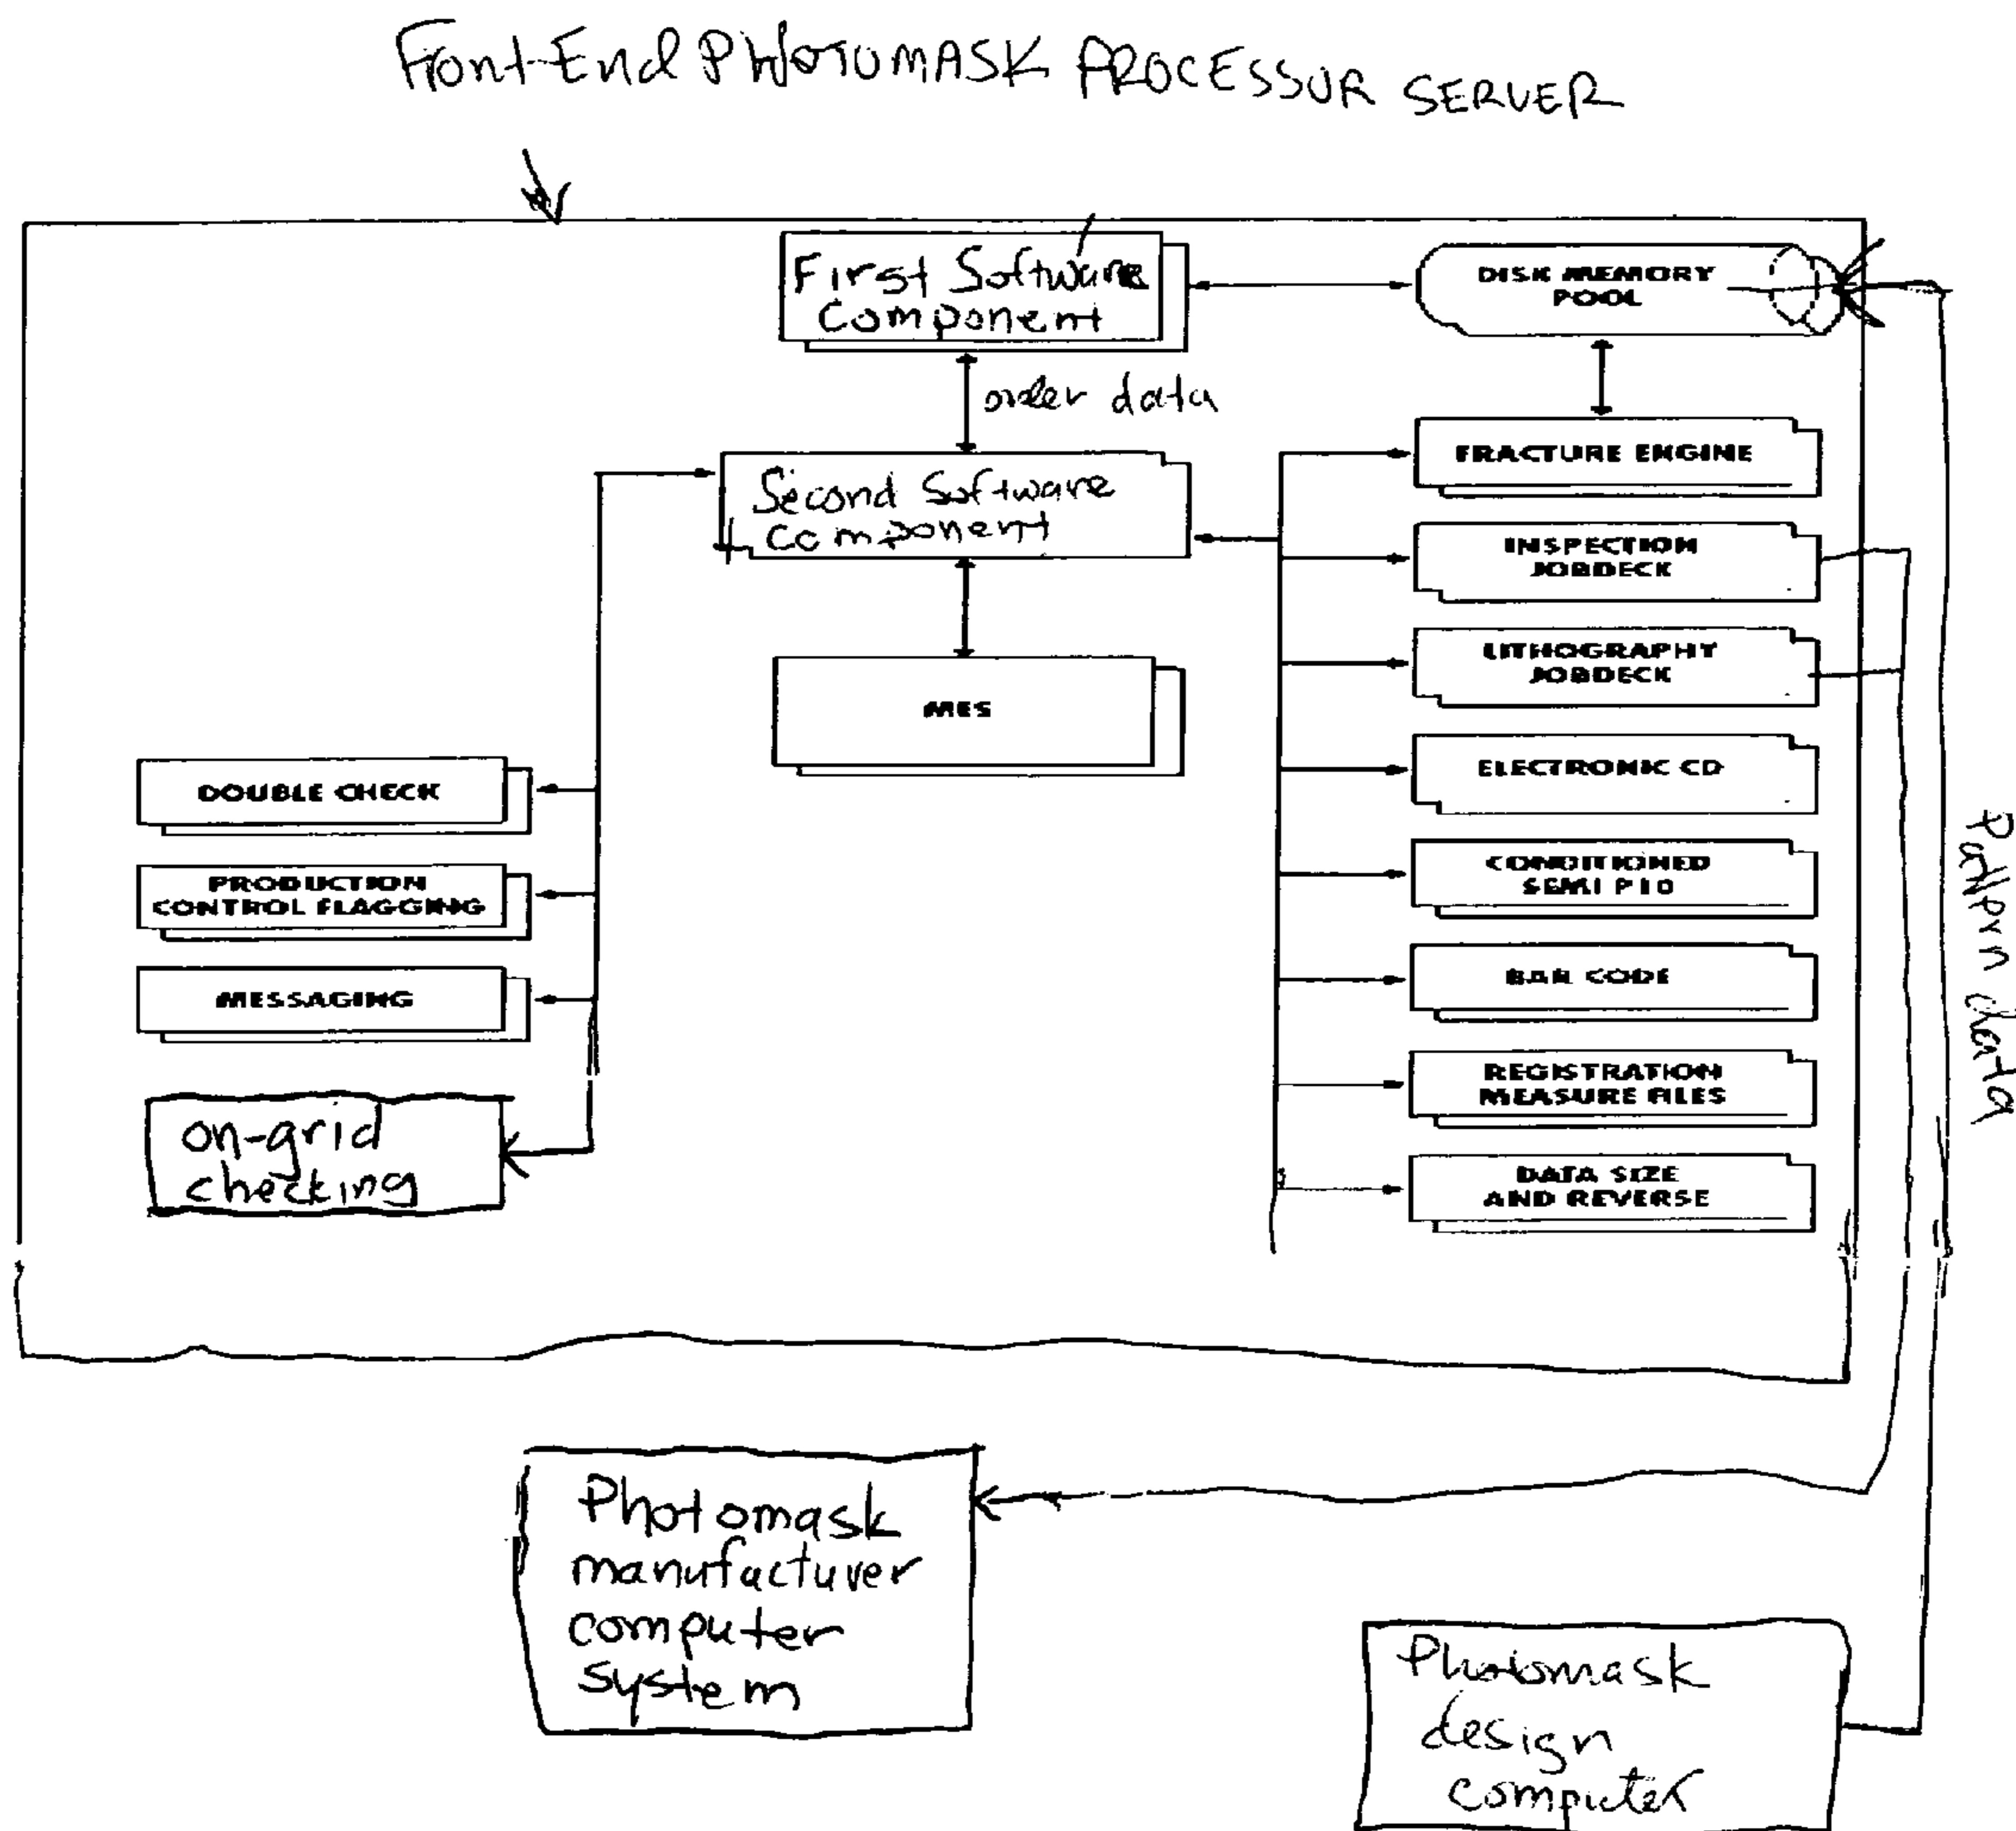 Front-End PHOTOMASK PROCESSOR SERVER
First Software
Component
DISK MEMORY
POOL
order data
FRACTURE ENGINE
Second Software
Component
INSPECTION
JOBDECK
LITHOGRAPHY
JOBDECK
MES
ELECTRONIC CD
DOUBLE CHECK
CONDITIONED
SEMI P10
PRODUCTION
CONTROL FLAGGING
BAR CODE
MESSAGING
REGISTRATION
MEASURE FILES
on-grid
checking
DATA SIZE
AND REVERSE
Pattern data
Photomask
manufacturer
computer
system
Photomask
design
computer